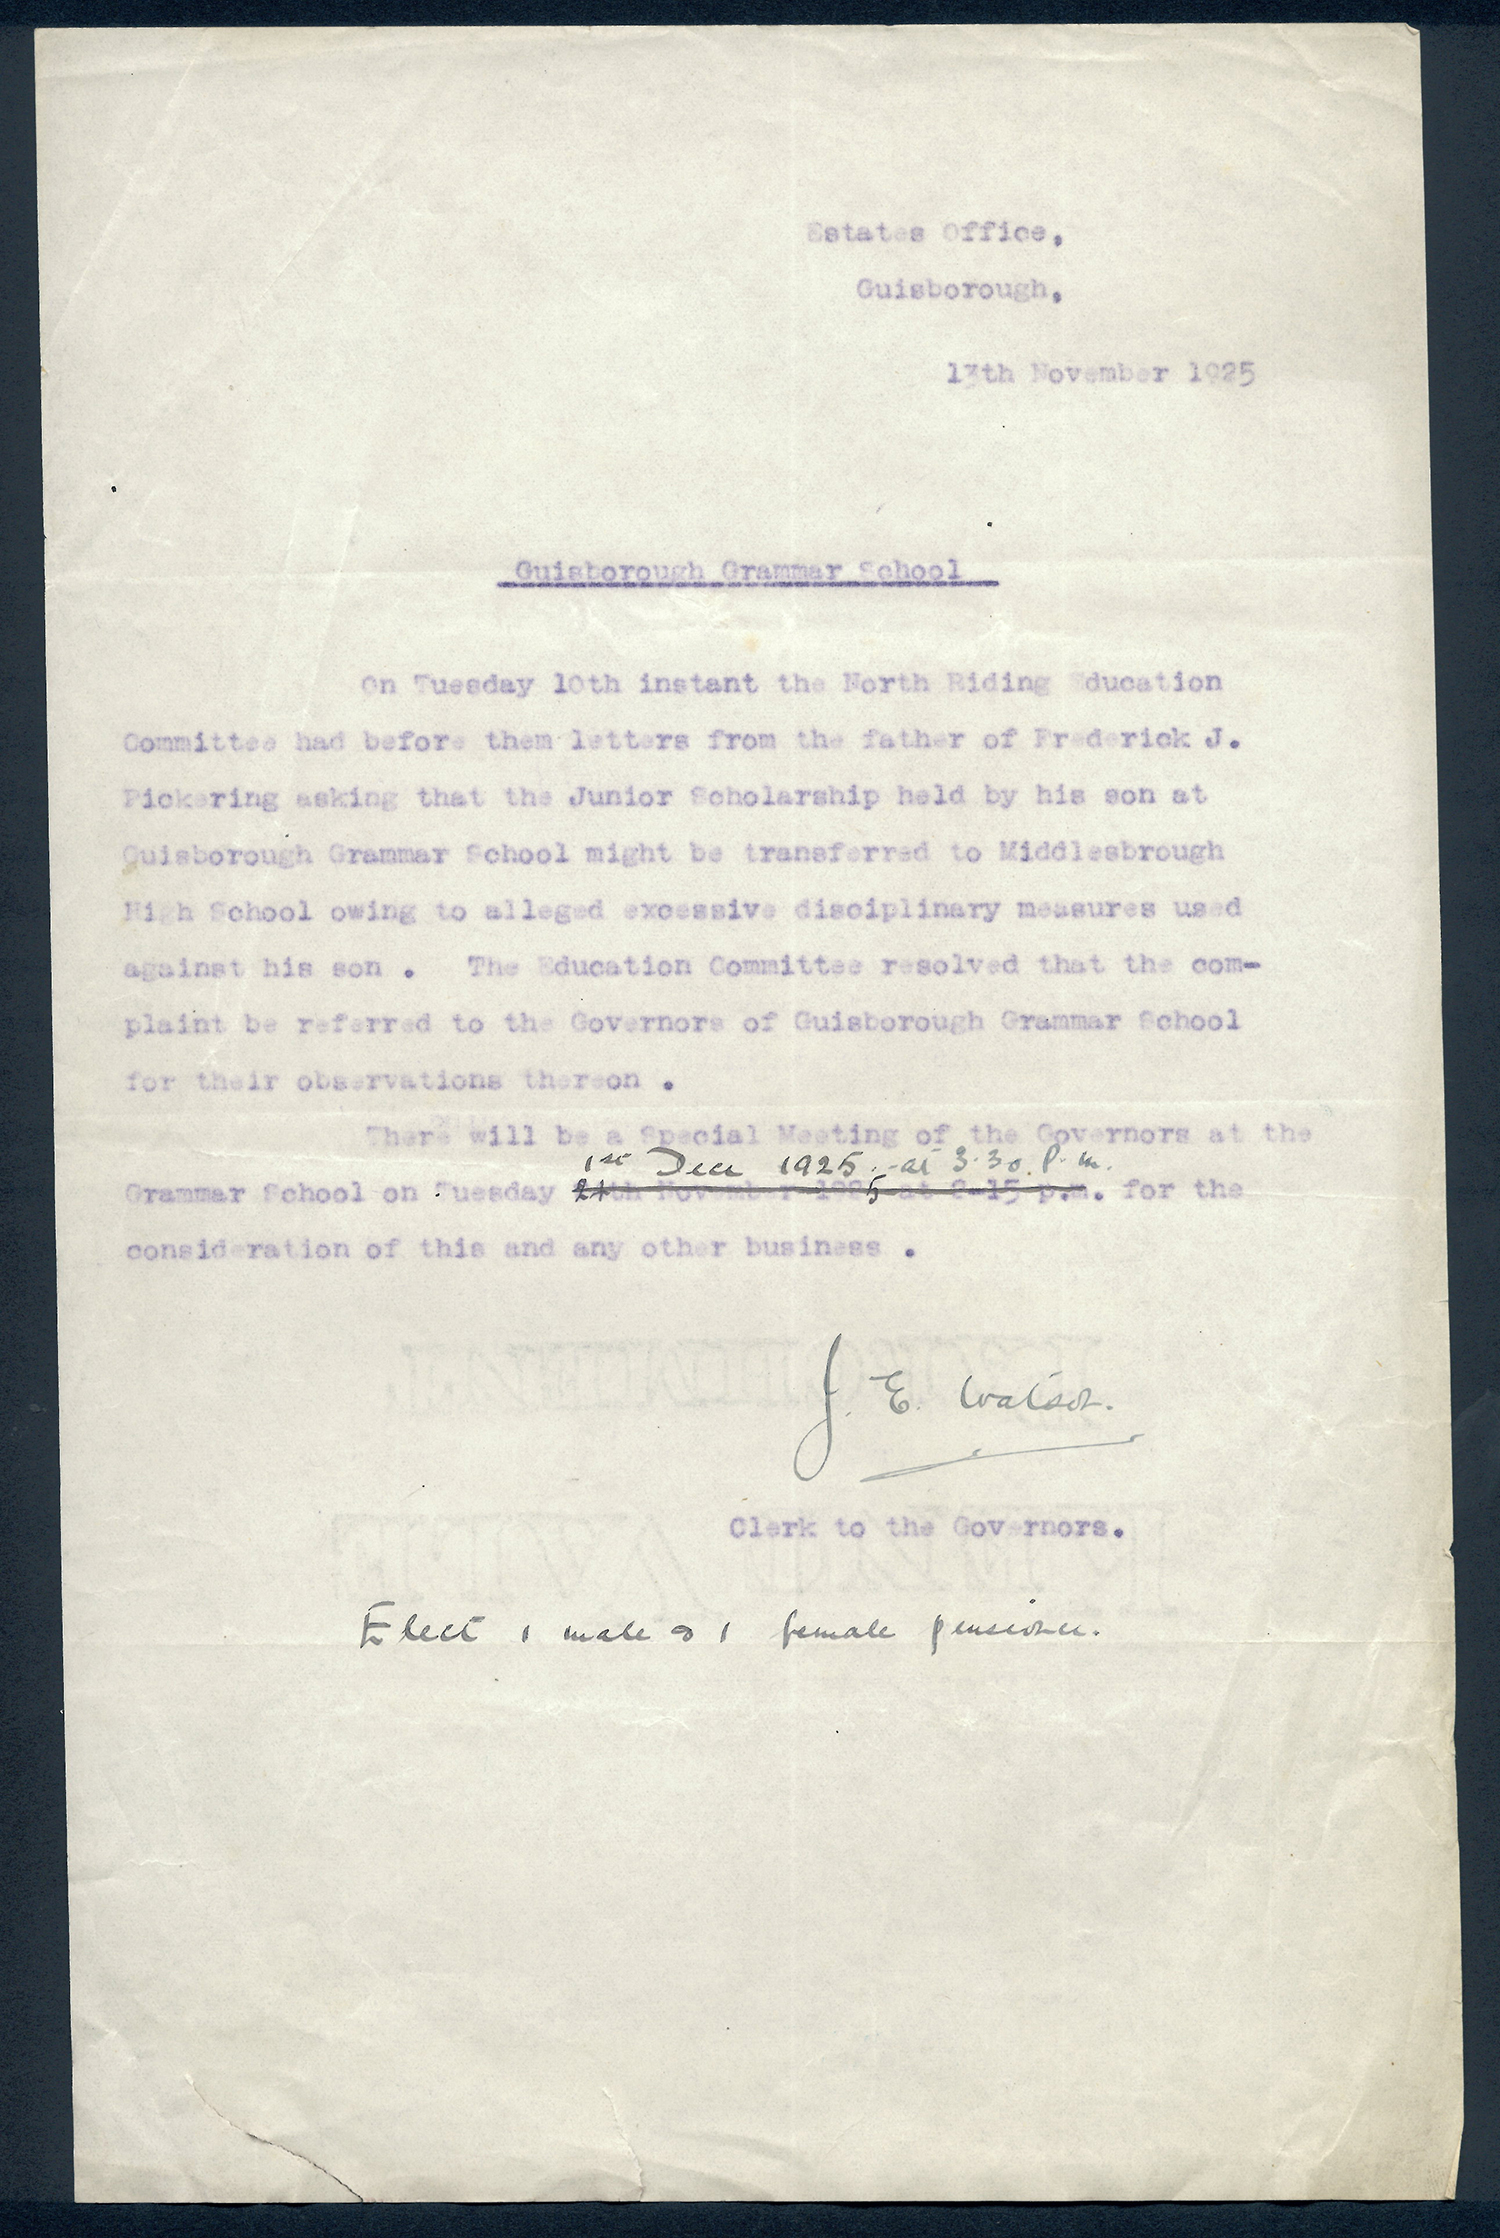 Estates Office,
Guisborough.
13th November 1925
Guisborough Grammar School
On Tuesday 10th instant the North Riding Education
Committee had before them letters from the father of Frederick J.
Pickering asking that the Junior Scholarship held by his son at
Guisborough Grammar School might be transferred to Middlesbrough
High School owing to alleged excessive disciplinary measures used
against his son . The Education Committee resolved that the com-
plaint be referred to the Governors of Guisborough Grammar School
for their observations thereon .
There will be a Special Meeting of the Governors at the
1st Dec 1925. at 3.30. p.m.
Grammar School on Tuesday 24th November 1925 at 2-15 p.m. for the
consideration of this and any other business .
J. E. Watson.
Clerk to the Governors.
Elect 1 male & 1 female pensioner.